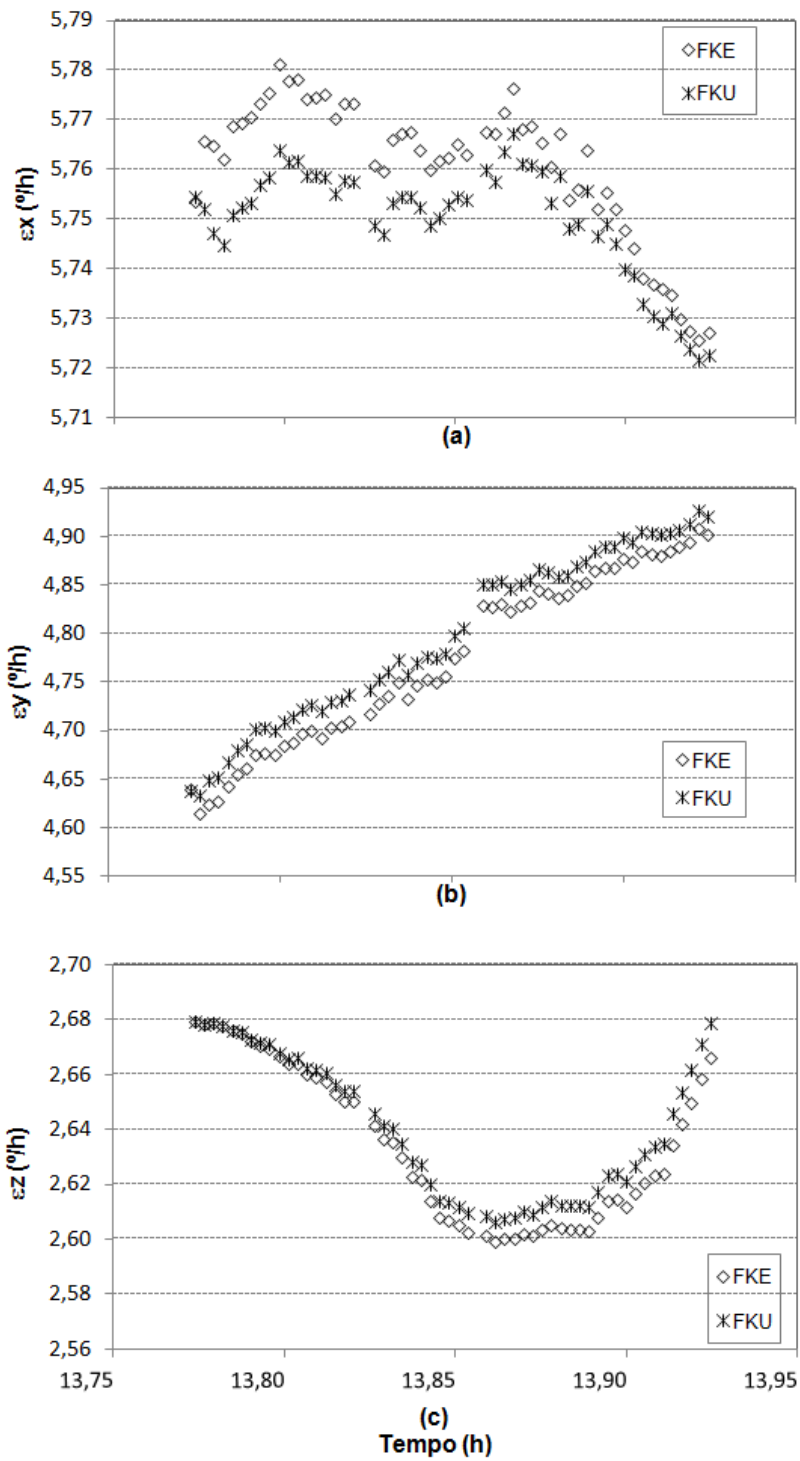 5,79
5,78
5,77
5,76
5,75
5,74
5,73
5,72
5,71
εx (º/h)
FKE
FKU
(a)
4,95
4,90
4,85
4,80
4,75
4,70
4,65
4,60
4,55
εy (º/h)
FKE
FKU
(b)
2,70
2,68
2,66
2,64
2,62
2,60
2,58
2,56
εz (º/h)
FKE
FKU
13,75 13,80 13,85 13,90 13,95
(c)
Tempo (h)